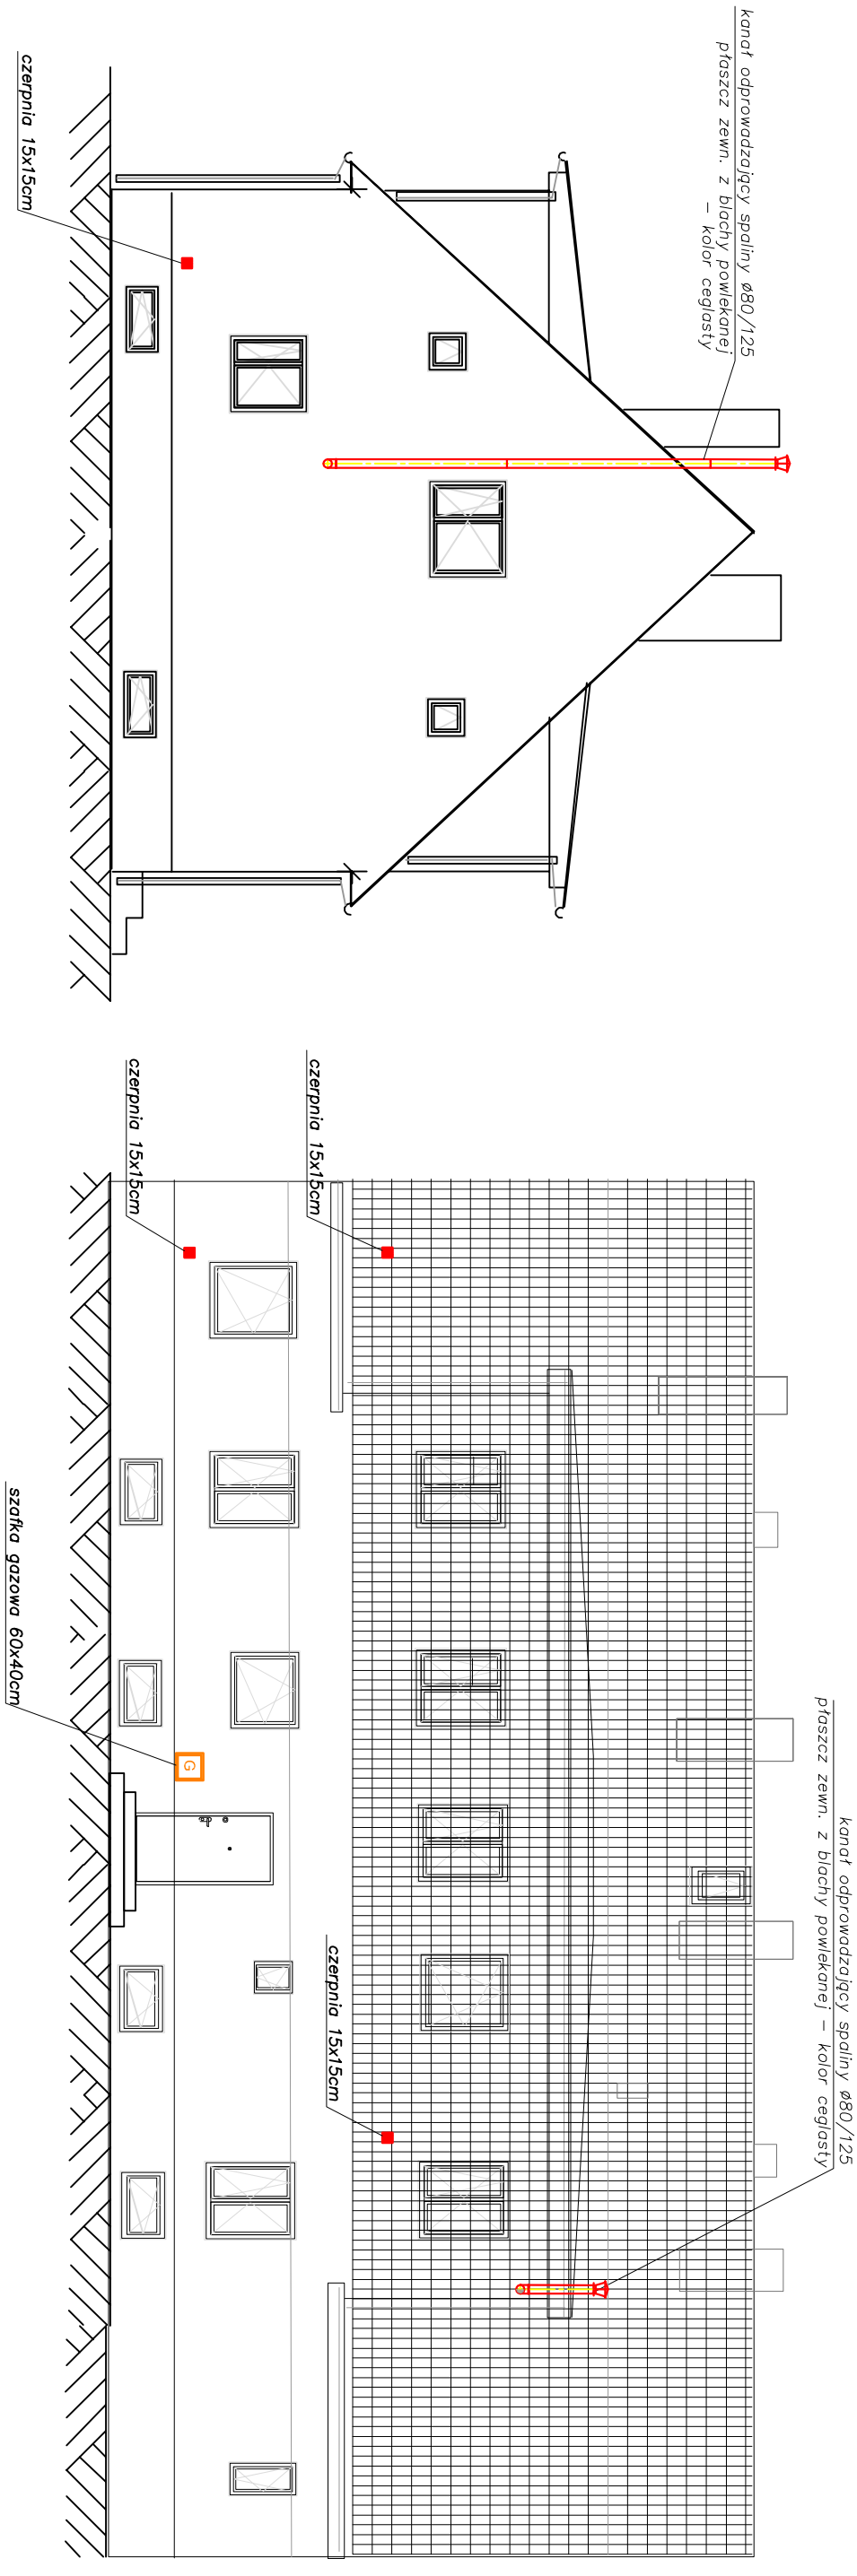 kanał odprowadzający spaliny ø80/125
płaszcz zewn. z blachy powlekanej
– kolor ceglasty
czerpnia 15x15cm
kanał odprowadzający spaliny ø80/125
płaszcz zewn. z blachy powlekanej – kolor ceglasty
czerpnia 15x15cm
czerpnia 15x15cm
czerpnia 15x15cm
G
szafka gazowa 60x40cm